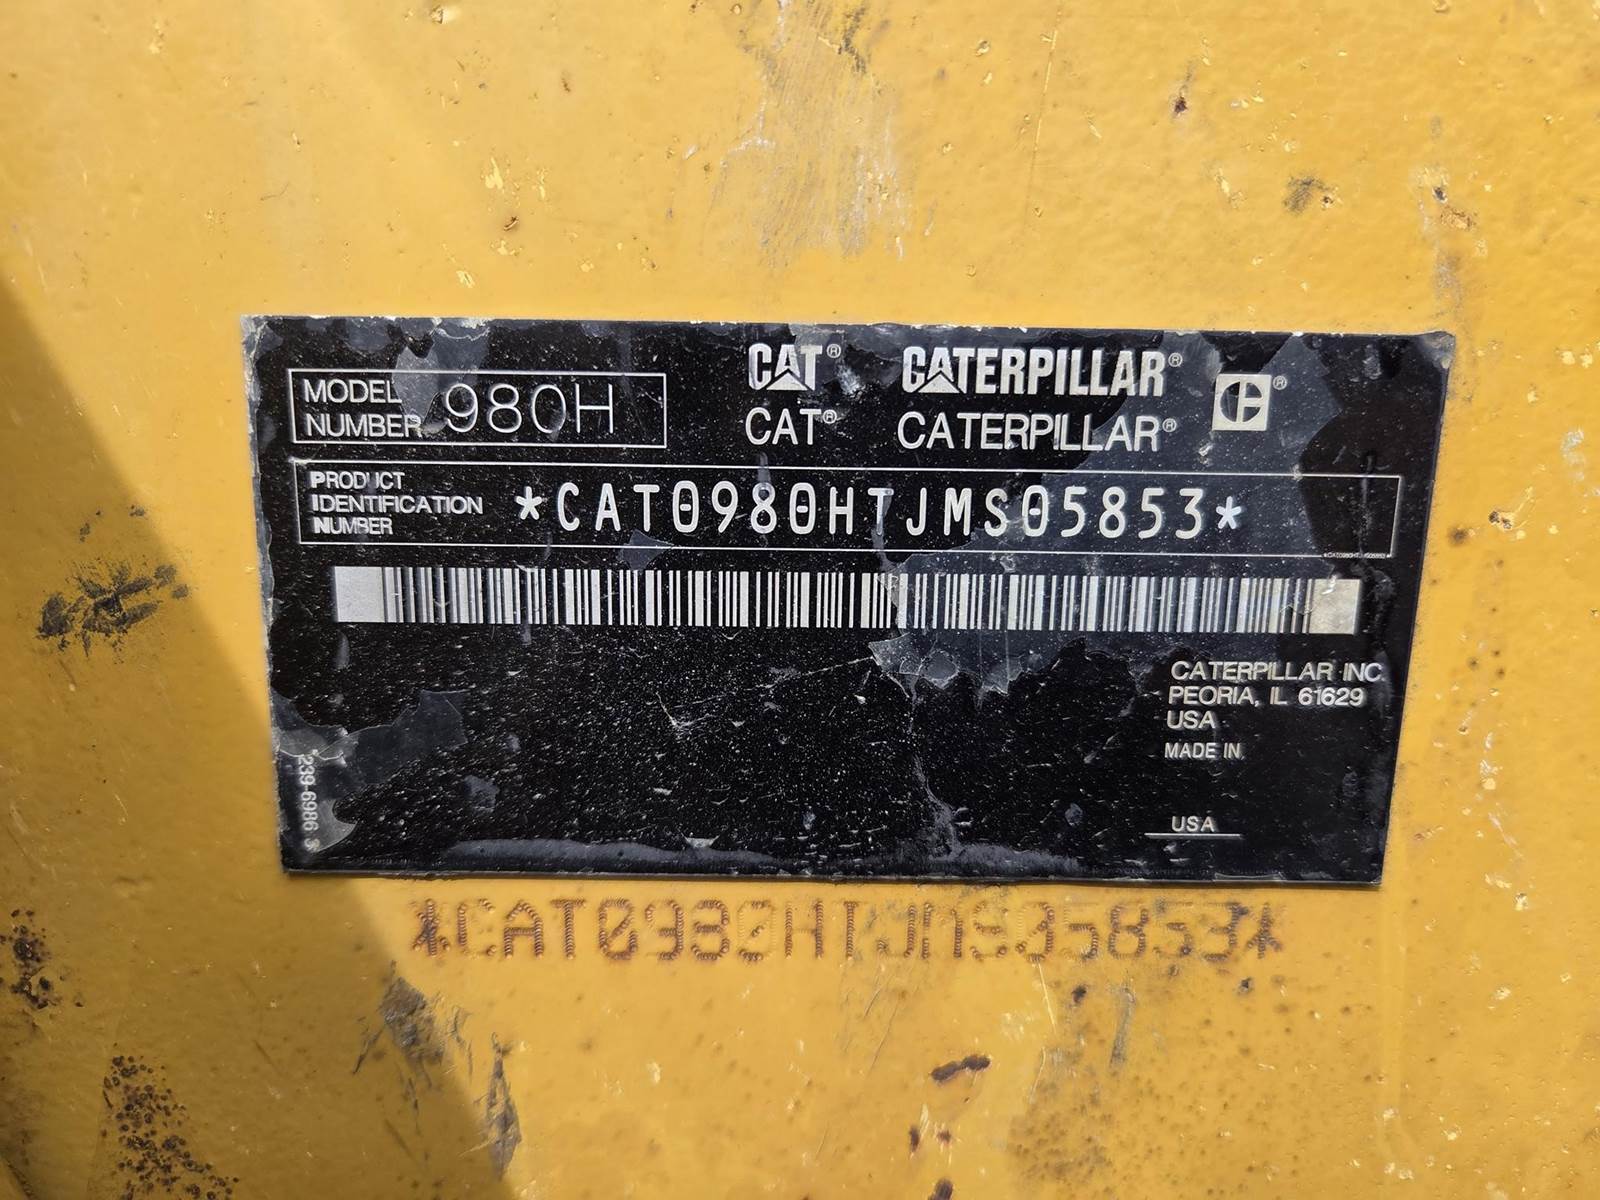 MODEL NUMBER 980H
CAT® CATERPILLAR®
CAT® CATERPILLAR®
PRODUCT IDENTIFICATION NUMBER *CAT0980HTJMS05853*
*CAT0980HTJMS05853*
CATERPILLAR INC.
PEORIA, IL 61629
USA
MADE IN
USA
239-6986
*CAT0980HTJMS05853*